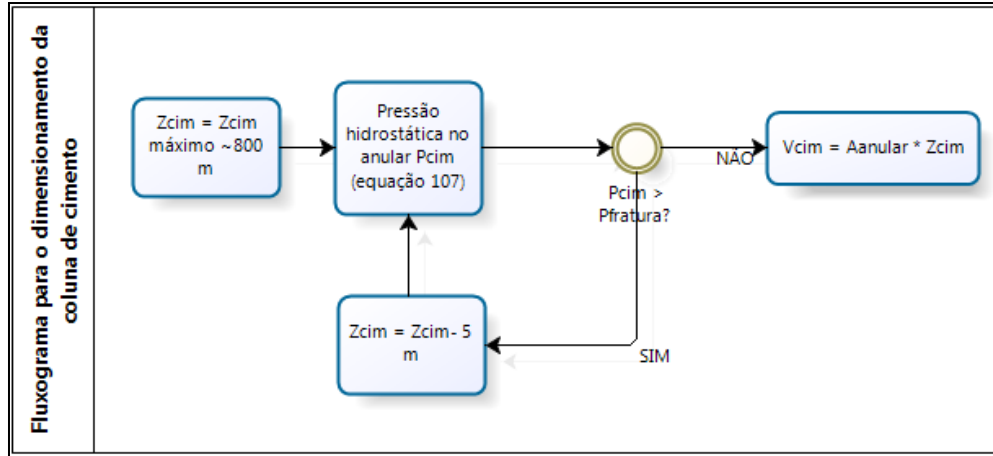 Fluxograma para o dimensionamento da
coluna de cimento
Zcim = Zcim
máximo ~800
m
Pressão
hidrostática no
anular Pcim
(equação 107)
Pcim >
Pfratura?
NÃO
Vcim = Aanular * Zcim
SIM
Zcim = Zcim- 5
m